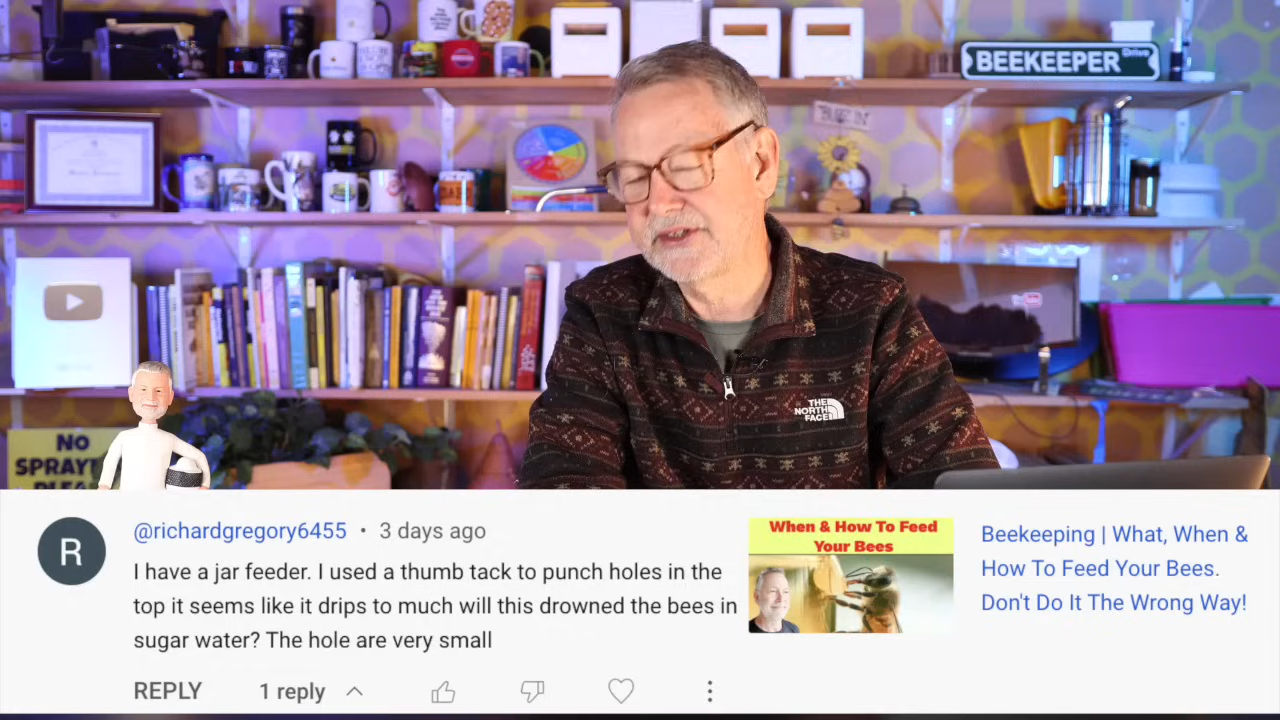 BEEKEEPER Drive
NO
SPRAY
PLEA
THE
NORTH
FACE
R
@richardgregory6455 • 3 days ago
I have a jar feeder. I used a thumb tack to punch holes in the
top it seems like it drips to much will this drowned the bees in
sugar water? The hole are very small
REPLY
1 reply
When & How To Feed
Your Bees
Beekeeping | What, When &
How To Feed Your Bees.
Don't Do It The Wrong Way!